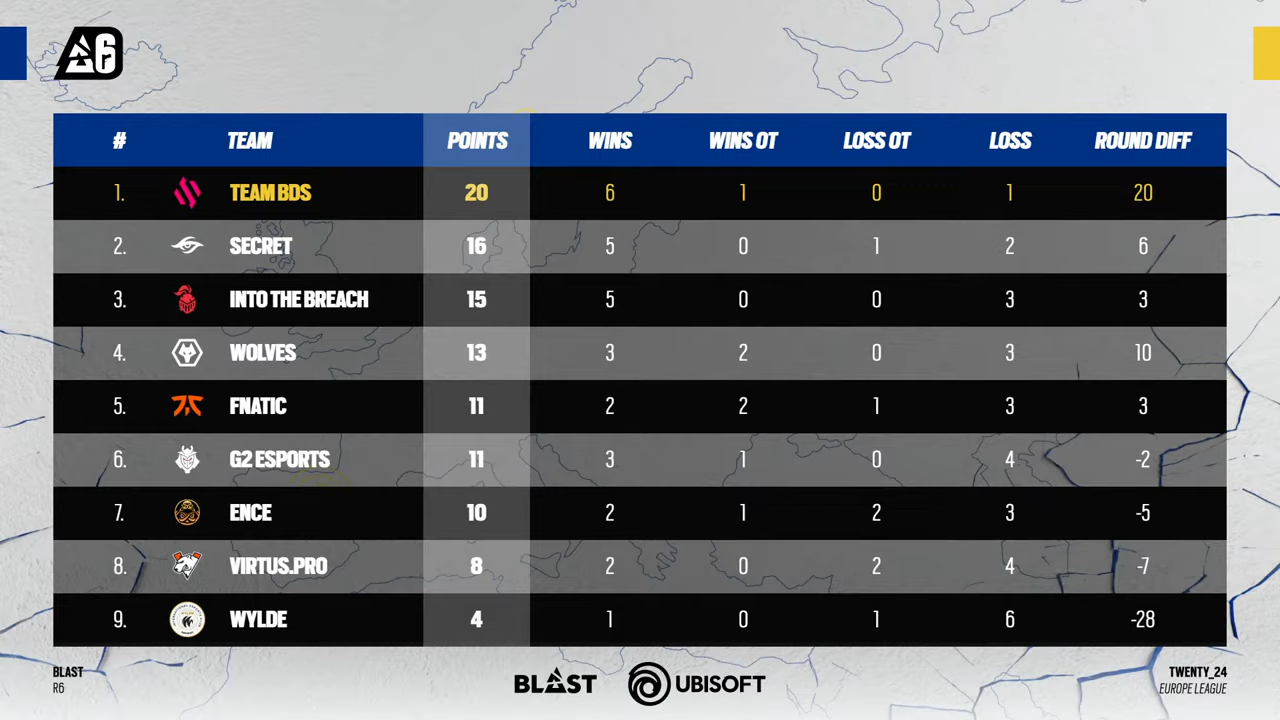 A6
# TEAM POINTS WINS WINS OT LOSS OT LOSS ROUND DIFF
1. TEAM BDS 20 6 1 0 1 20
2. SECRET 16 5 0 1 2 6
3. INTO THE BREACH 15 5 0 0 3 3
4. WOLVES 13 3 2 0 3 10
5. FNATIC 11 2 2 1 3 3
6. G2 ESPORTS 11 3 1 0 4 -2
7. ENCE 10 2 1 2 3 -5
8. VIRTUS.PRO 8 2 0 2 4 -7
9. WYLDE 4 1 0 1 6 -28
BLAST
R6
BLAST UBISOFT
TWENTY_24
EUROPE LEAGUE